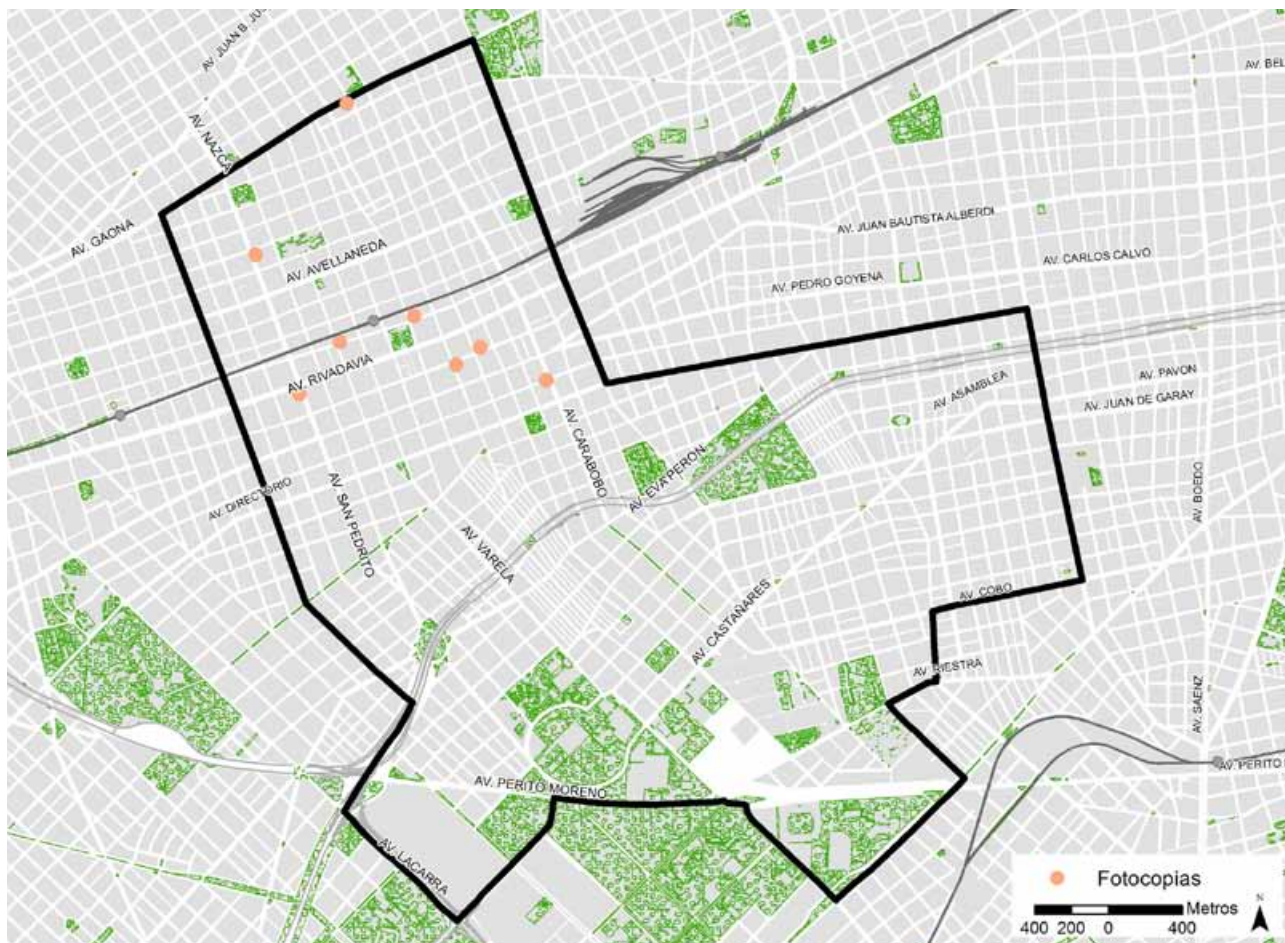 AV. JUAN B. JUS
AV. BEL
AV. NAZCA
AV. GAONA
AV. JUAN BAUTISTA ALBERDI
AV. AVELLANEDA
AV. CARLOS CALVO
AV. PEDRO GOYENA
AV. RIVADAVIA
AV. PAVON
AV. ASAMBLEA
AV. JUAN DE GARAY
AV. CARABOBO
AV. EVA PERON
AV. DIRECTORIO
AV. SAN PEDRITO
AV. BOEDO
AV. VARELA
AV. COBO
AV. CASTAÑARES
AV. RIESTRA
AV. SAENZ
AV. PERITO MORENO
AV. PERITO
AV. LACARRA
Fotocopias
Metros
400 200 0 400
N